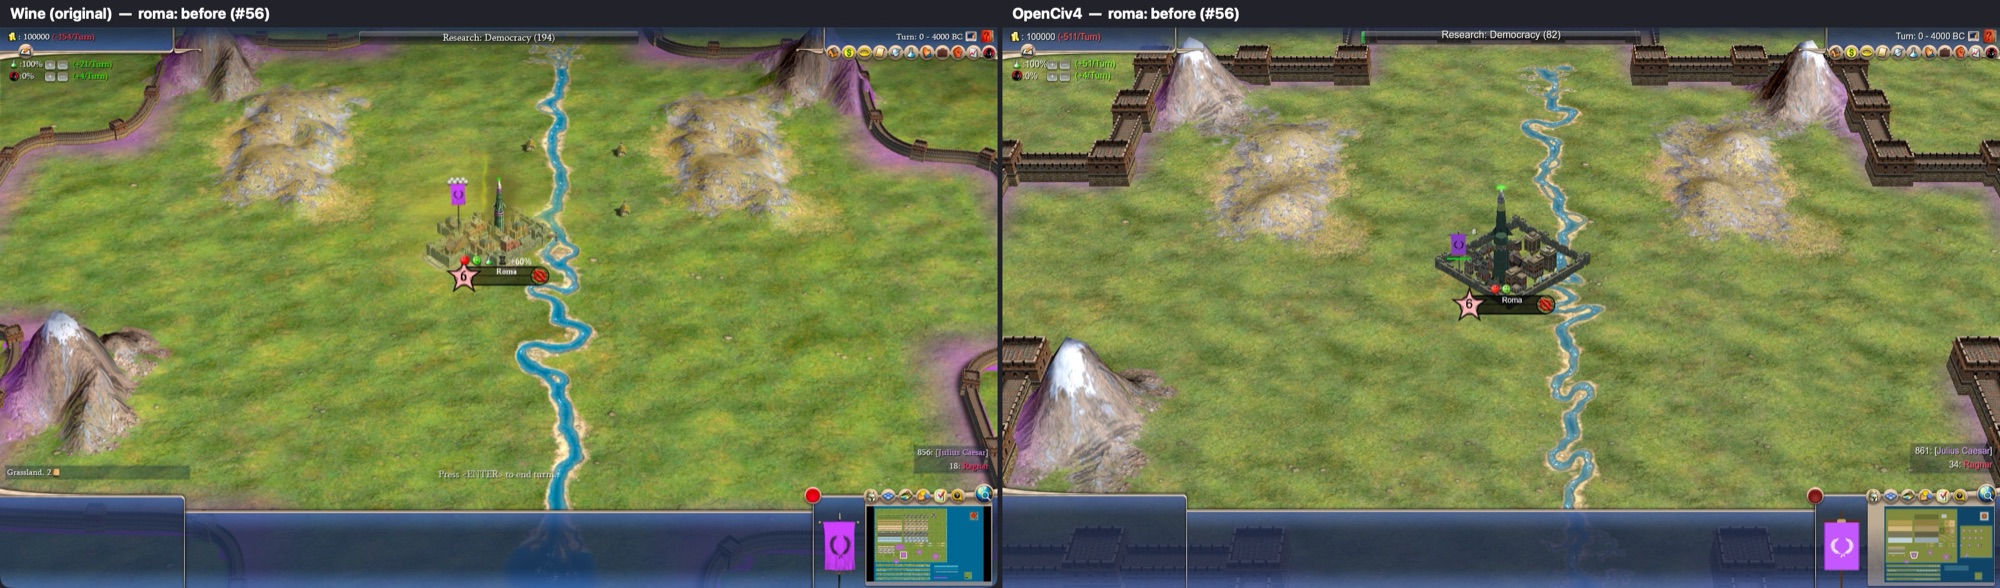 Wine (original) — roma: before (#56)
: 100000 (-154/Turn)
Research: Democracy (194)
Turn: 0 - 4000 BC
:100% (+21/Turn)
:0% (+4/Turn)
+60%
6 Roma
856: [Julius Caesar]
18: Ragnar
Grassland, 2
Press <ENTER> to end turn
OpenCiv4 — roma: before (#56)
: 100000 (-511/Turn)
Research: Democracy (82)
Turn: 0 - 4000 BC
:100% (+51/Turn)
:0% (+4/Turn)
8
6 Roma
861: [Julius Caesar]
34: Ragnar